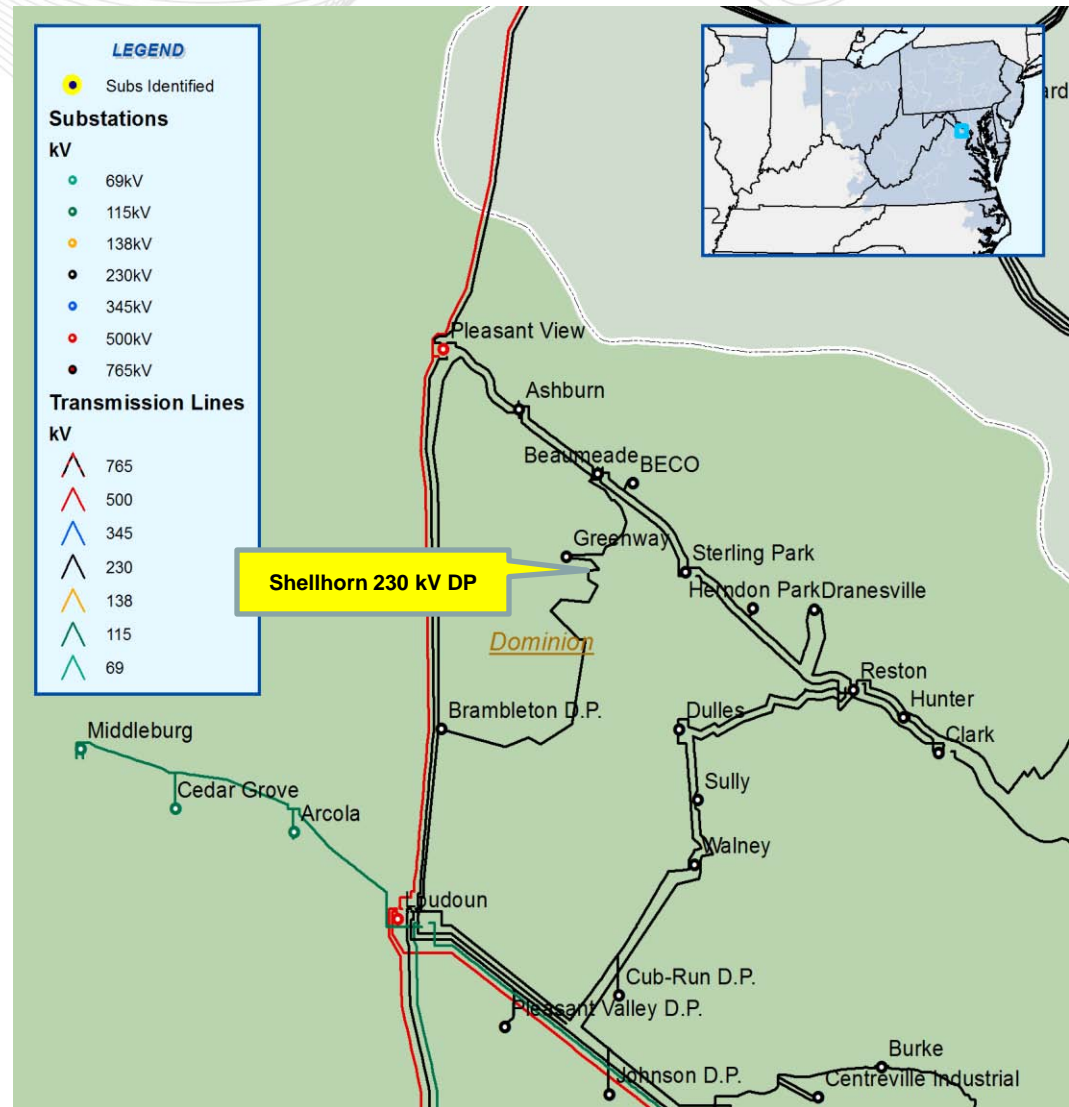 LEGEND
Subs Identified
Substations
kV
69kV
115kV
138kV
230kV
345kV
500kV
765kV
Transmission Lines
kV
765
500
345
230
138
115
69
ard
Pleasant View
Ashburn
Beaumeade
BECO
Greenway
Sterling Park
Shellhorn 230 kV DP
Herndon Park
Dranesville
Dominion
Reston
Brambleton D.P.
Dulles
Hunter
Middleburg
Clark
Cedar Grove
Sully
Arcola
Walney
Loudoun
Cub-Run D.P.
Pleasant Valley D.P.
Burke
Johnson D.P.
Centreville Industrial